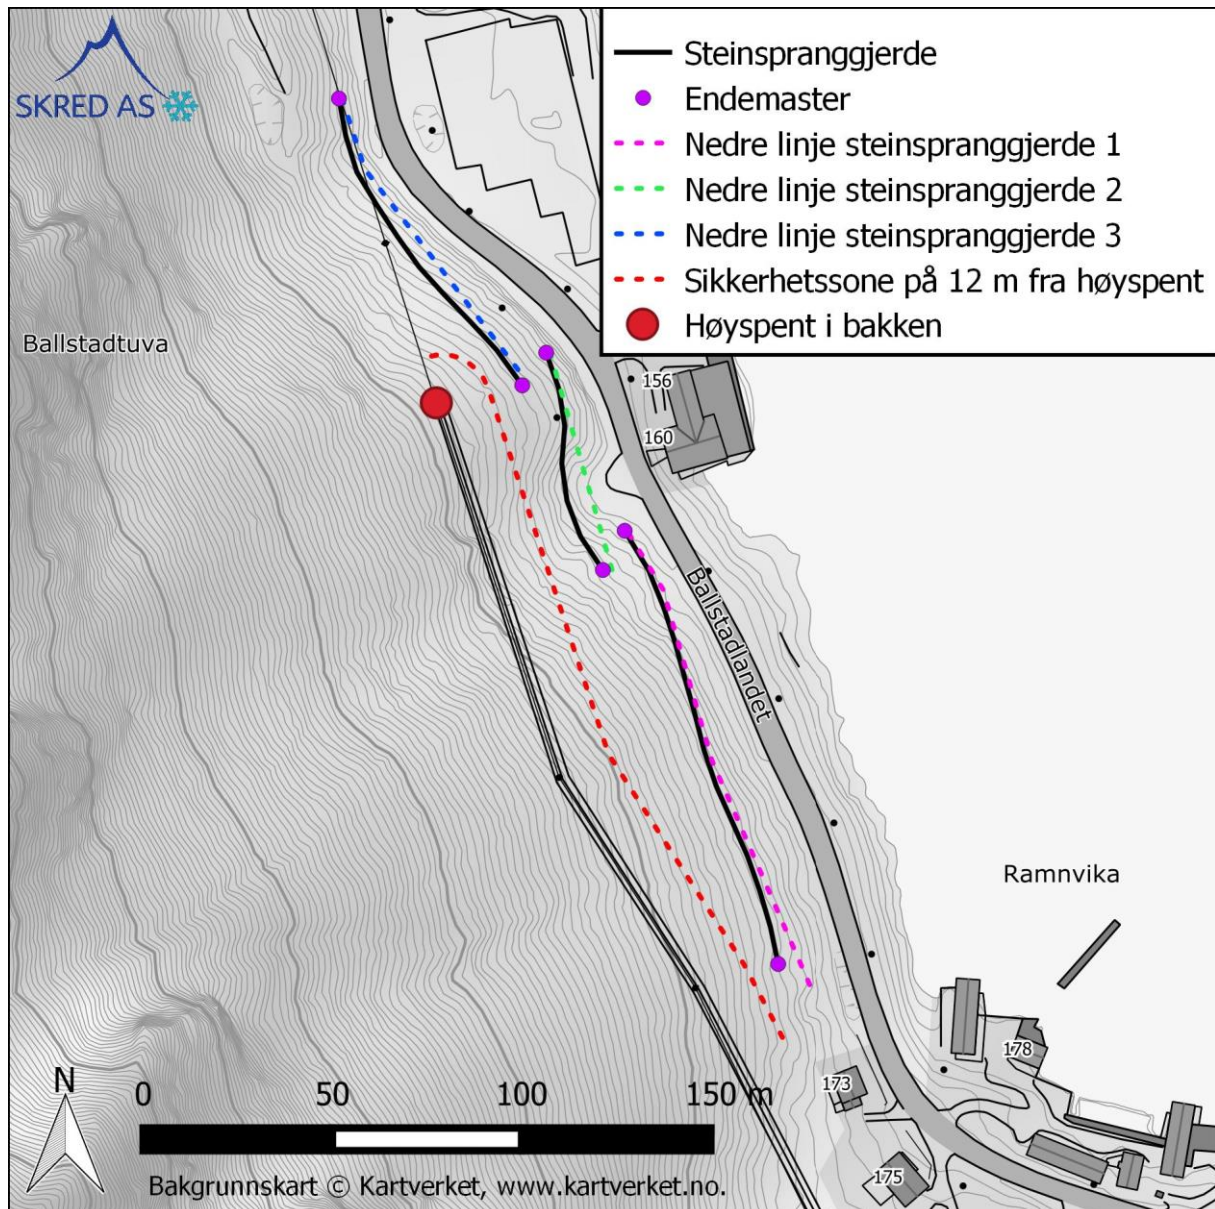 SKRED AS
Steinspranggjerde
Endemaster
Nedre linje steinspranggjerde 1
Nedre linje steinspranggjerde 2
Nedre linje steinspranggjerde 3
Sikkerhetssone på 12 m fra høyspent
Høyspent i bakken
Ballstadtuva
156
160
Ballstadlandet
Ramnvika
178
173
175
N
0 50 100 150 m
Bakgrunnskart © Kartverket, www.kartverket.no.